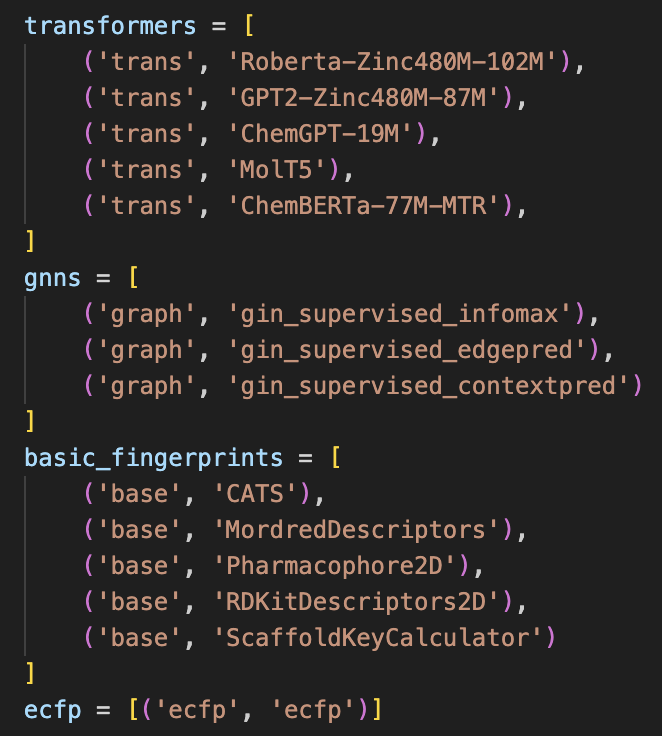 transformers = [
    ('trans', 'Roberta-Zinc480M-102M'),
    ('trans', 'GPT2-Zinc480M-87M'),
    ('trans', 'ChemGPT-19M'),
    ('trans', 'MolT5'),
    ('trans', 'ChemBERTa-77M-MTR'),
]
gnns = [
    ('graph', 'gin_supervised_infomax'),
    ('graph', 'gin_supervised_edgepred'),
    ('graph', 'gin_supervised_contextpred')
]
basic_fingerprints = [
    ('base', 'CATS'),
    ('base', 'MordredDescriptors'),
    ('base', 'Pharmacophore2D'),
    ('base', 'RDKitDescriptors2D'),
    ('base', 'ScaffoldKeyCalculator')
]
ecfp = [('ecfp', 'ecfp')]